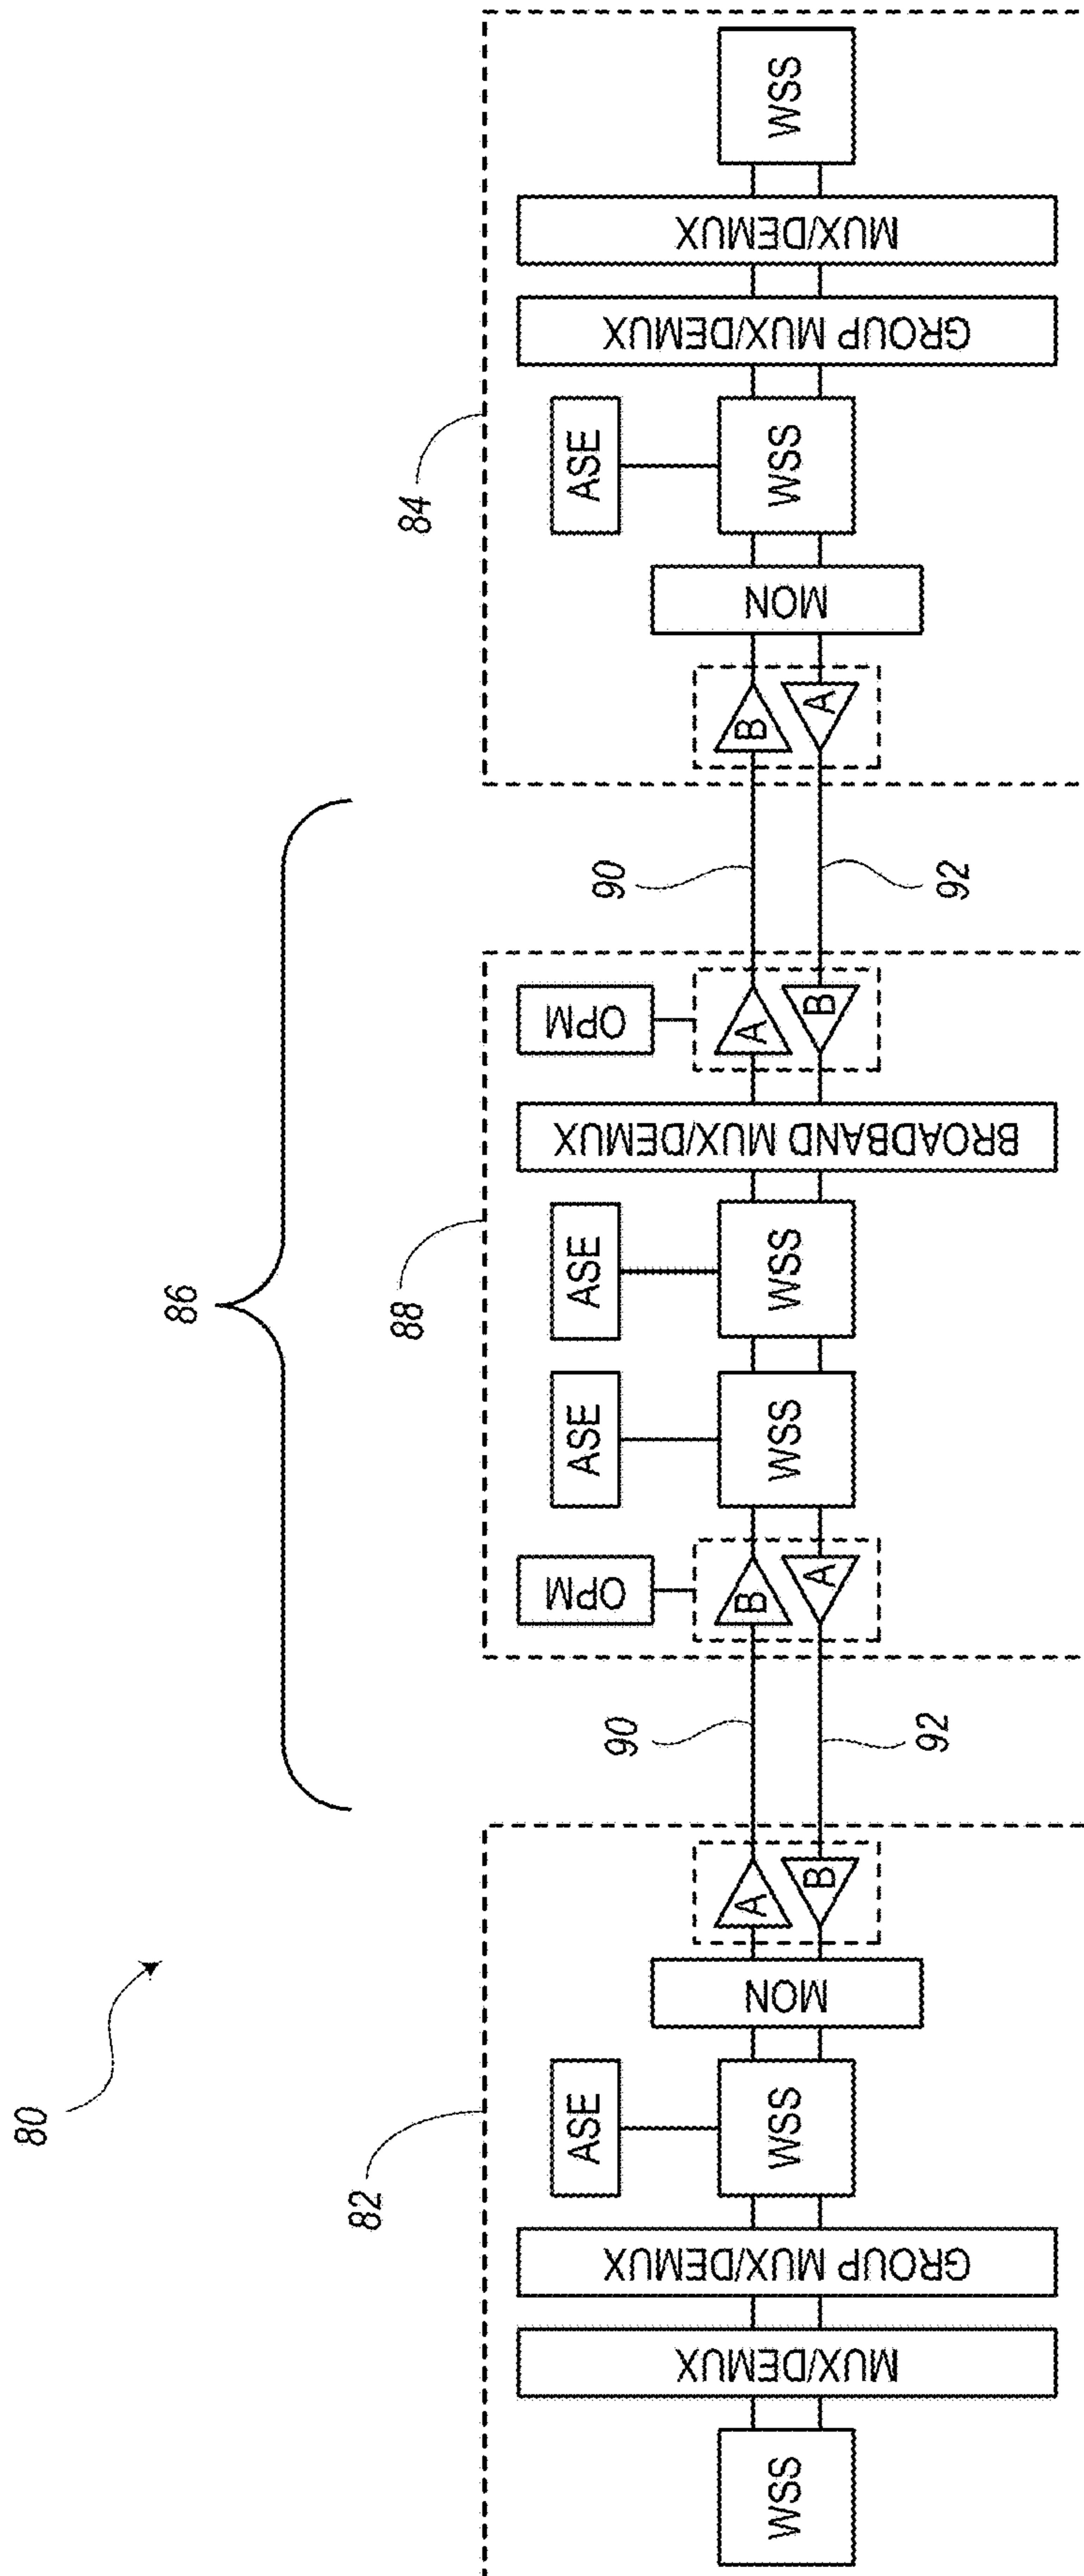 80
86
82
88
84
ASE
OPM
ASE
ASE
OPM
ASE
90
90
WSS
MUX/DEMUX
GROUP MUX/DEMUX
WSS
MON
A
B
B
A
WSS
WSS
BROADBAND MUX/DEMUX
A
B
B
A
MON
WSS
GROUP MUX/DEMUX
MUX/DEMUX
WSS
92
92